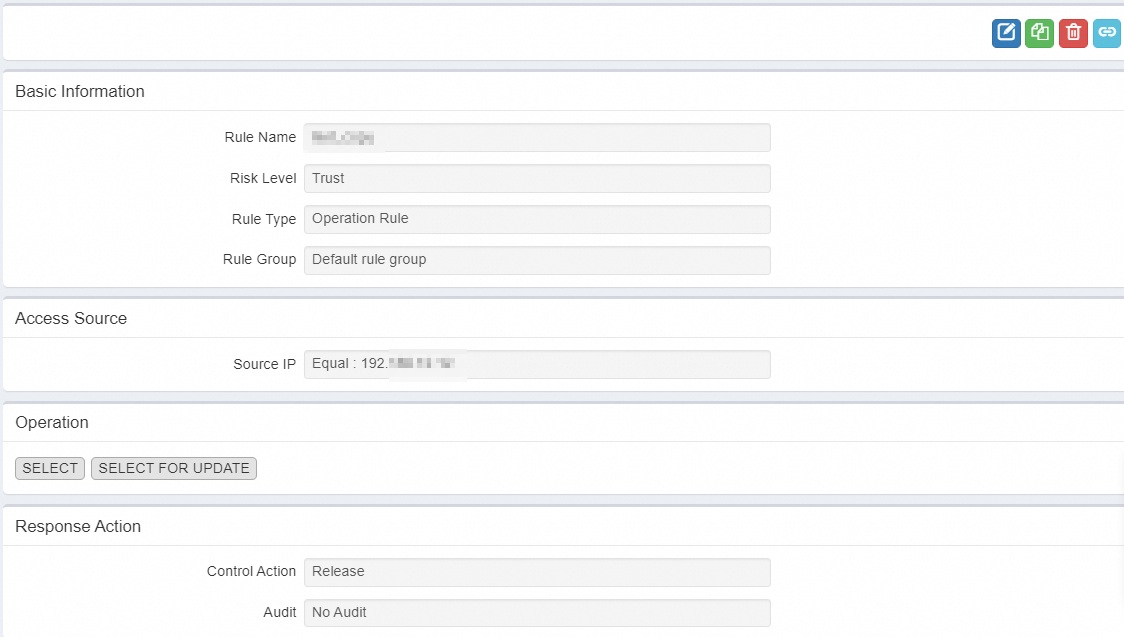 Basic Information
Rule Name
Risk Level Trust
Rule Type Operation Rule
Rule Group Default rule group
Access Source
Source IP Equal : 192.
Operation
SELECT SELECT FOR UPDATE
Response Action
Control Action Release
Audit No Audit